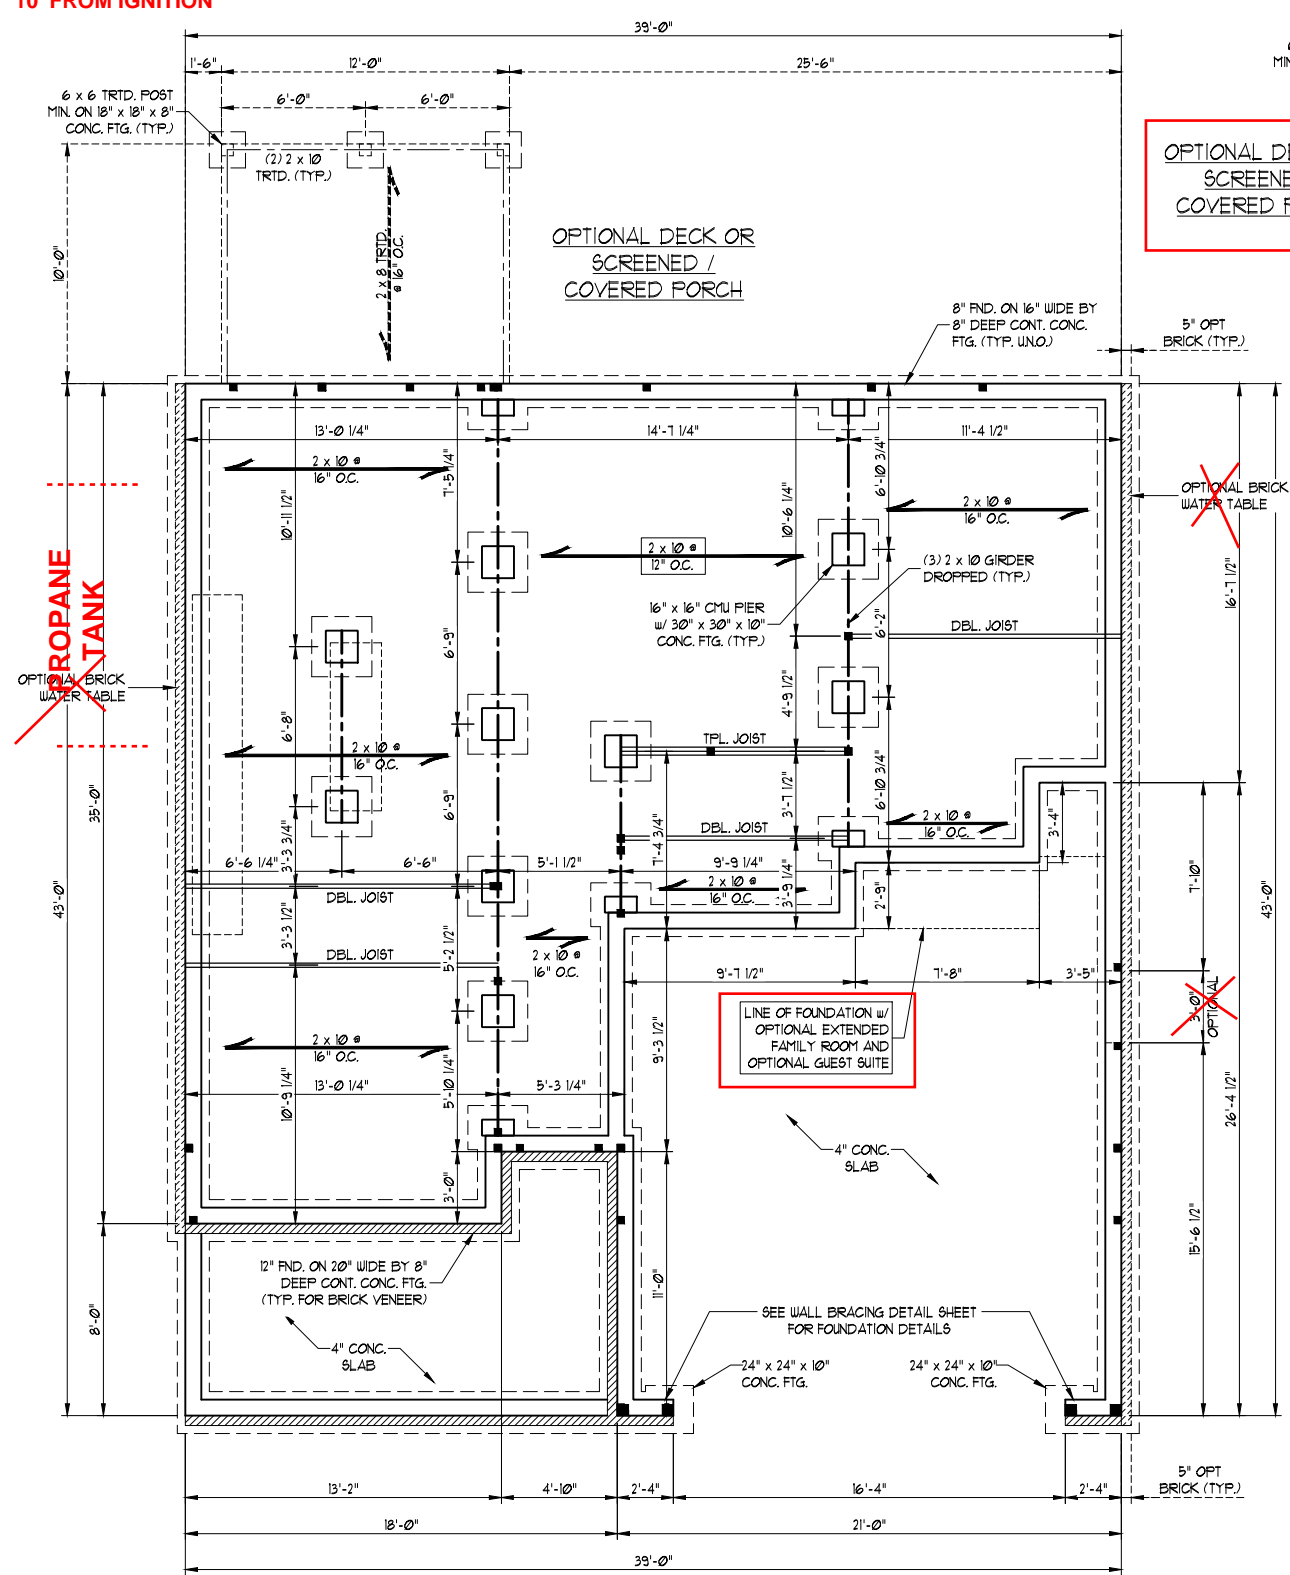 10' FROM IGNITION
39'-0"
1'-6"
12'-0"
25'-6"
6'-0"
6'-0"
6 x 6 TRTD. POST
MIN. ON 18" x 18" x 8"
CONC. FTG. (TYP.)
(2) 2 x 10
TRTD. (TYP.)
2 x 8 TRTD.
@ 16" O.C.
10'-0"
OPTIONAL DECK OR
SCREENED /
COVERED PORCH
MIN
OPTIONAL DE
SCREENE
COVERED P
8" FND. ON 16" WIDE BY
8" DEEP CONT. CONC.
FTG. (TYP. U.N.O.)
5" OPT
BRICK (TYP.)
13'-0 1/4"
14'-7 1/4"
11'-4 1/2"
2 x 10 @
16" O.C.
7'-5 1/4"
10'-11 1/2"
10'-6 1/4"
6'-10 3/4"
2 x 10 @
16" O.C.
OPTIONAL BRICK
WATER TABLE
2 x 10 @
12" O.C.
(3) 2 x 10 GIRDER
DROPPED (TYP.)
16" x 16" CMU PIER
w/ 30" x 30" x 10"
CONC. FTG. (TYP.)
16'-7 1/2"
DBL. JOIST
6'-2"
6'-9"
PROPANE
TANK
OPTIONAL BRICK
WATER TABLE
6'-8"
4'-9 1/2"
TPL. JOIST
2 x 10 @
16" O.C.
6'-9"
3'-7 1/2"
6'-10 3/4"
35'-0"
43'-0"
3'-3 3/4"
7'-4 3/4"
DBL. JOIST
2 x 10 @
16" O.C.
3'-4"
6'-6 1/4"
6'-6"
5'-1 1/2"
9'-9 1/4"
2 x 10 @
16" O.C.
3'-9 1/4"
2'-9"
7'-10"
43'-0"
DBL. JOIST
3'-3 1/2"
5'-2 1/2"
DBL. JOIST
2 x 10 @
16" O.C.
9'-7 1/2"
7'-8"
3'-5"
3'-0"
OPTIONAL
LINE OF FOUNDATION w/
OPTIONAL EXTENDED
FAMILY ROOM AND
OPTIONAL GUEST SUITE
2 x 10 @
16" O.C.
9'-3 1/2"
13'-0 1/4"
5'-3 1/4"
10'-9 1/4"
5'-10 1/4"
26'-4 1/2"
4" CONC.
SLAB
3'-0"
15'-6 1/2"
12" FND. ON 20" WIDE BY 8"
DEEP CONT. CONC. FTG.
(TYP. FOR BRICK VENEER)
11'-0"
8'-0"
SEE WALL BRACING DETAIL SHEET
FOR FOUNDATION DETAILS
4" CONC.
SLAB
24" x 24" x 10"
CONC. FTG.
24" x 24" x 10"
CONC. FTG.
5" OPT
BRICK (TYP.)
13'-2"
4'-10"
2'-4"
16'-4"
2'-4"
18'-0"
21'-0"
39'-0"